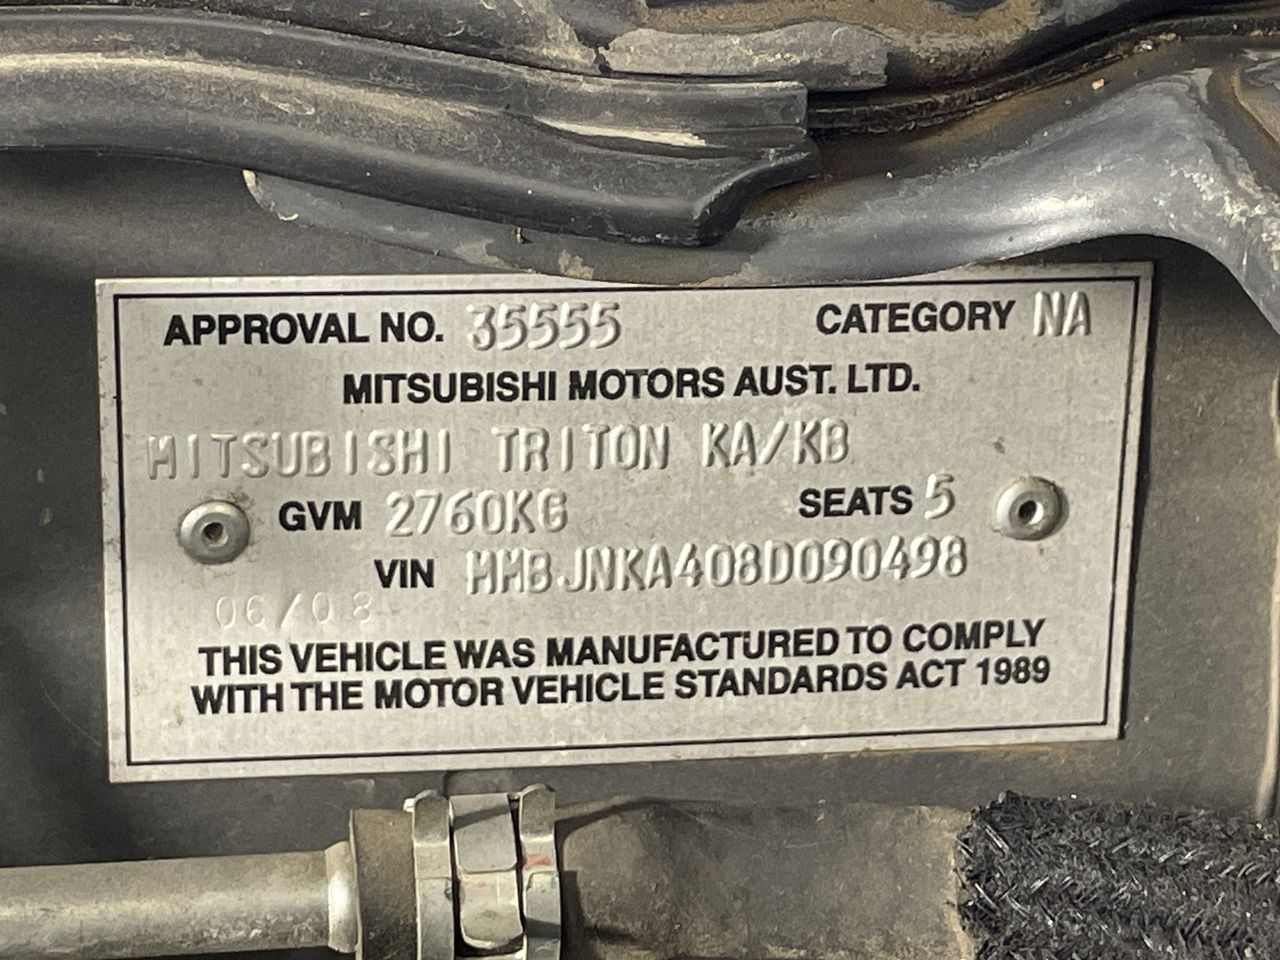 APPROVAL NO. 35555 CATEGORY NA
MITSUBISHI MOTORS AUST. LTD.
MITSUBISHI TRITON KA/KB
GVM 2760KG SEATS 5
VIN MMBJNKA408D090498
06/08
THIS VEHICLE WAS MANUFACTURED TO COMPLY
WITH THE MOTOR VEHICLE STANDARDS ACT 1989